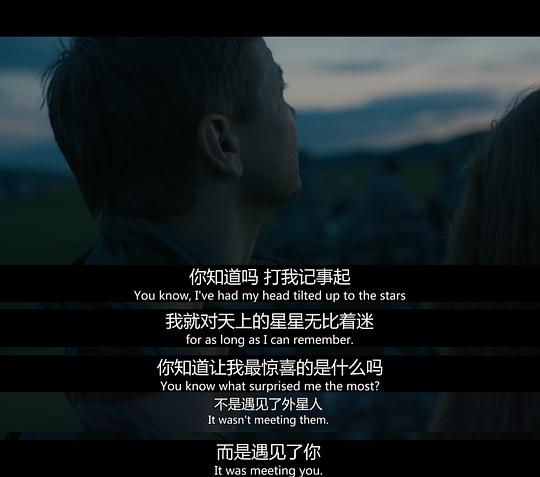 你知道吗 打我记事起
You know, I've had my head tilted up to the stars
我就对天上的星星无比着迷
for as long as I can remember.
你知道让我最惊喜的是什么吗
You know what surprised me the most?
不是遇见了外星人
It wasn't meeting them.
而是遇见了你
It was meeting you.